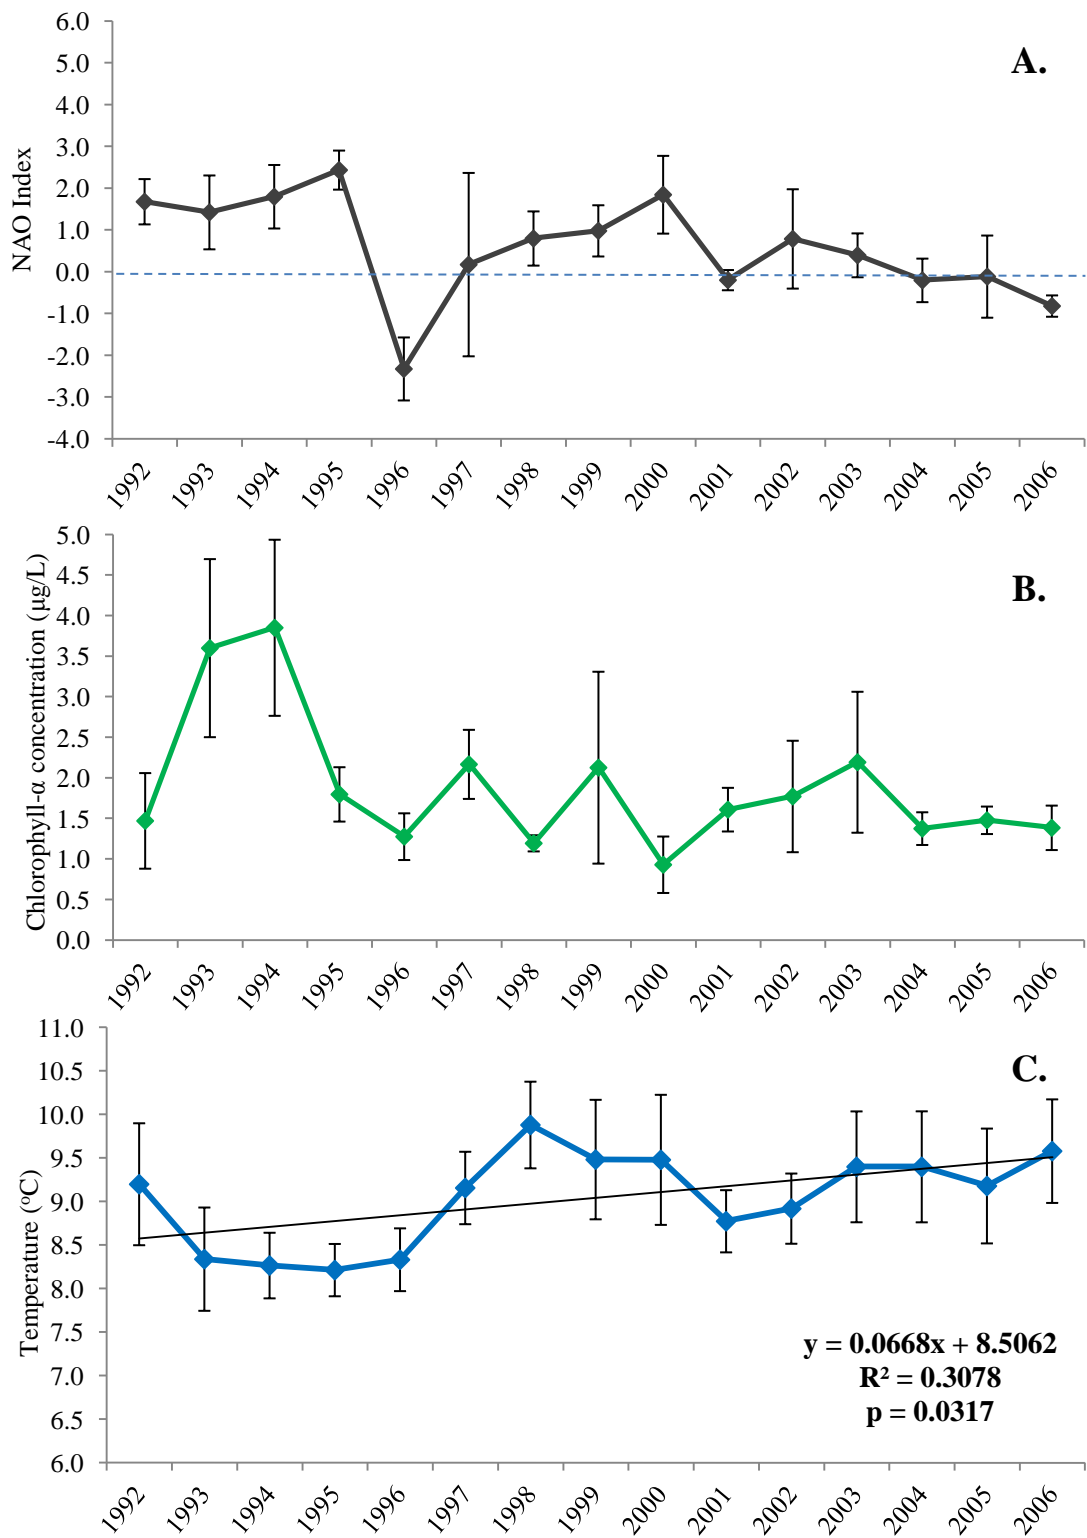 A.
NAO Index
6.0
5.0
4.0
3.0
2.0
1.0
0.0
-1.0
-2.0
-3.0
-4.0
1992 1993 1994 1995 1996 1997 1998 1999 2000 2001 2002 2003 2004 2005 2006
B.
Chlorophyll-α concentration (µg/L)
5.0
4.5
4.0
3.5
3.0
2.5
2.0
1.5
1.0
0.5
0.0
1992 1993 1994 1995 1996 1997 1998 1999 2000 2001 2002 2003 2004 2005 2006
C.
Temperature (ºC)
11.0
10.5
10.0
9.5
9.0
8.5
8.0
7.5
7.0
6.5
6.0
y = 0.0668x + 8.5062
R² = 0.3078
p = 0.0317
1992 1993 1994 1995 1996 1997 1998 1999 2000 2001 2002 2003 2004 2005 2006